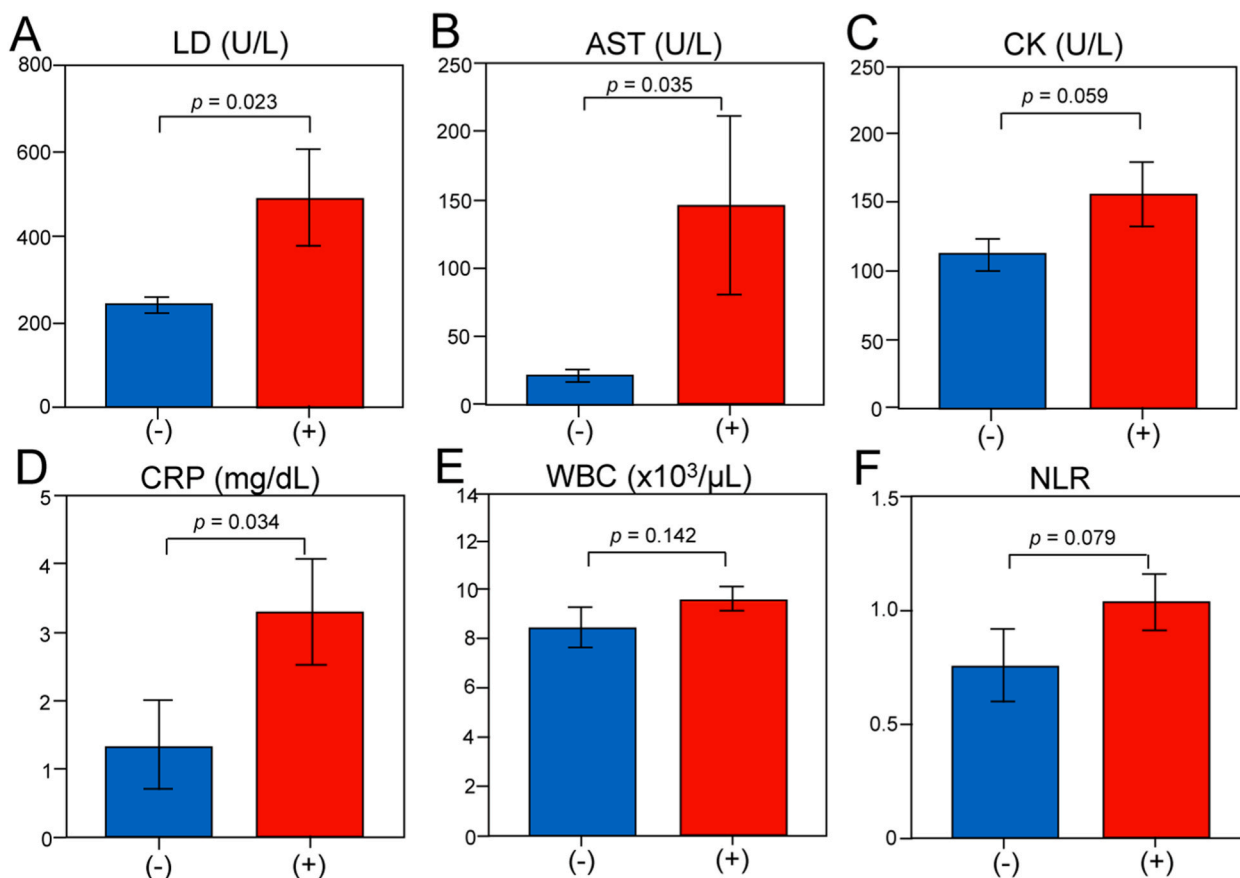 A
LD (U/L)
800
600
400
200
0
p = 0.023
(-)
(+)
B
AST (U/L)
250
200
150
100
50
0
p = 0.035
(-)
(+)
C
CK (U/L)
250
200
150
100
50
0
p = 0.059
(-)
(+)
D
CRP (mg/dL)
5
4
3
2
1
0
p = 0.034
(-)
(+)
E
WBC (x10³/µL)
14
12
10
8
6
4
2
0
p = 0.142
(-)
(+)
F
NLR
1.5
1.0
0.5
0
p = 0.079
(-)
(+)